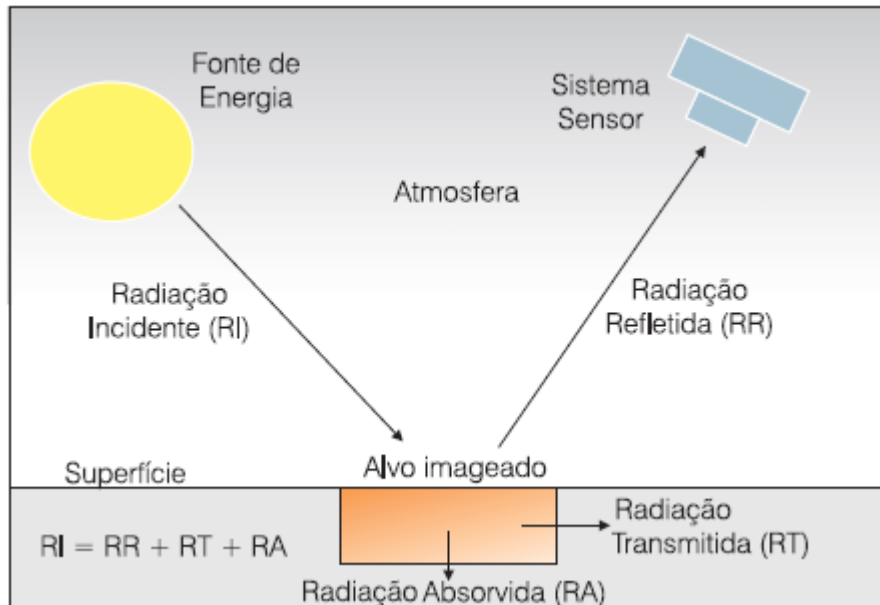 Fonte de
Energia
Sistema
Sensor
Atmosfera
Radiação
Incidente (RI)
Radiação
Refletida (RR)
Superfície
Alvo imageado
RI = RR + RT + RA
Radiação
Transmitida (RT)
Radiação Absorvida (RA)